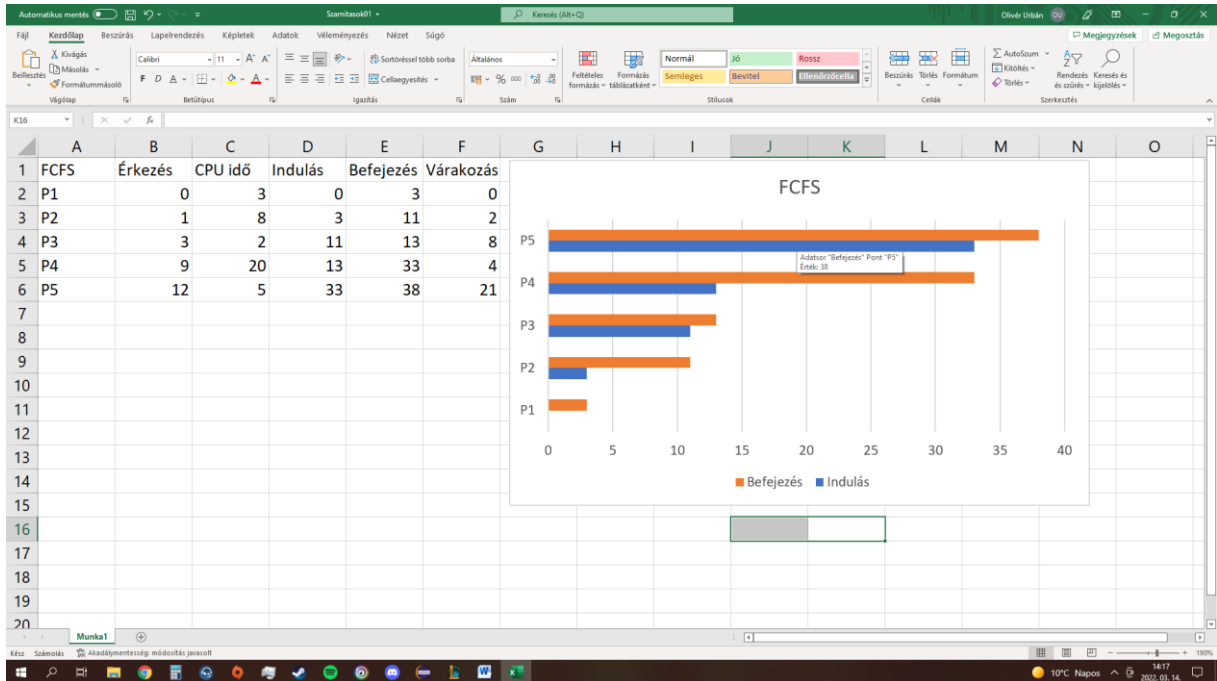 Automatikus mentés
Szamitasok01
Keresés (Alt+Q)
Olivér Urbán OU
Fájl Kezdőlap Beszúrás Lapelrendezés Képletek Adatok Véleményezés Nézet Súgó
Megjegyzések Megosztás
Beillesztés
Kivágás
Másolás
Formátummásoló
Vágólap
Calibri 11
F D A
Betűtípus
Sortöréssel több sorba
Cellaegyesítés
Igazítás
Általános
% 000
Szám
Feltételes formázás
Formázás táblázatként
Normál Jó Rossz
Semleges Bevitel Ellenőrzőcella
Stílusok
Beszúrás Törlés Formátum
Cellák
AutoSzum
Kitöltés
Törlés
Rendezés és szűrés
Keresés és kijelölés
Szerkesztés
K16 fx
A B C D E F G H I J K L M N O
1 FCFS Érkezés CPU idő Indulás Befejezés Várakozás
2 P1 0 3 0 3 0
3 P2 1 8 3 11 2
4 P3 3 2 11 13 8
5 P4 9 20 13 33 4
6 P5 12 5 33 38 21
7
8
9
10
11
12
13
14
15
16
17
18
19
20
FCFS
P5
Adatsor "Befejezés" Pont "P5"
Érték: 38
P4
P3
P2
P1
0 5 10 15 20 25 30 35 40
Befejezés Indulás
Munka1
Kész Számolás Akadálymentesség: módosítás javasolt
190%
10°C Napos
14:17
2022. 03. 14.